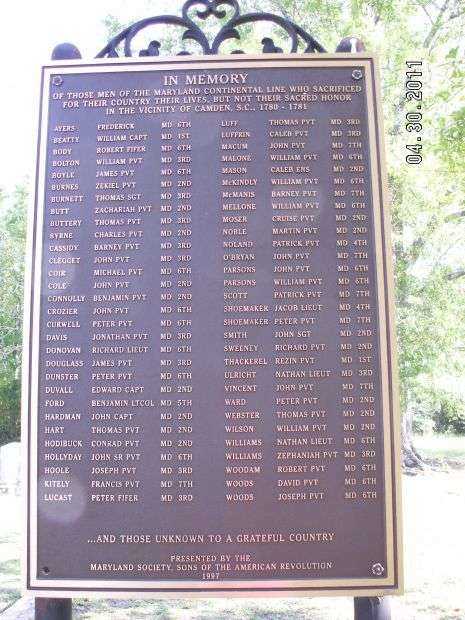 IN MEMORY
OF THOSE MEN OF THE MARYLAND CONTINENTAL LINE WHO SACRIFICED
FOR THEIR COUNTRY THEIR LIVES, BUT NOT THEIR SACRED HONOR
IN THE VICINITY OF CAMDEN, S.C., 1780 - 1781
AYERS FREDERICK MD 6TH
BEATTY WILLIAM CAPT MD 1ST
BODY ROBERT FIFER MD 6TH
BOLTON WILLIAM PVT MD 3RD
BOYLE JAMES PVT MD 6TH
BURNES ZEKIEL PVT MD 2ND
BURNETT THOMAS SGT MD 3RD
BUTT ZACHARIAH PVT MD 2ND
BUTTERY THOMAS PVT MD 3RD
BYRNE CHARLES PVT MD 2ND
CASSIDY BARNEY PVT MD 3RD
CLEGGET JOHN PVT MD 3RD
COIR MICHAEL PVT MD 6TH
COLE JOHN PVT MD 2ND
CONNOLLY BENJAMIN PVT MD 2ND
CROZIER JOHN PVT MD 6TH
CURWELL PETER PVT MD 6TH
DAVIS JONATHAN PVT MD 3RD
DONOVAN RICHARD LIEUT MD 6TH
DOUGLASS JAMES PVT MD 3RD
DUNSTER PETER PVT MD 6TH
DUVALL EDWARD CAPT MD 2ND
FORD BENJAMIN LTCOL MD 5TH
HARDMAN JOHN CAPT MD 2ND
HART THOMAS PVT MD 2ND
HODIBUCK CONRAD PVT MD 2ND
HOLLYDAY JOHN SR PVT MD 6TH
HOOLE JOSEPH PVT MD 3RD
KITELY FRANCIS PVT MD 7TH
LUCAST PETER FIFER MD 3RD
LUFF THOMAS PVT MD 3RD
LUFFRIN CALEB PVT MD 3RD
MACUM JOHN PVT MD 7TH
MALONE WILLIAM PVT MD 6TH
MASON CALEB ENS MD 2ND
McKINDLY WILLIAM PVT MD 6TH
McMANIS BARNEY PVT MD 7TH
MELLONE WILLIAM PVT MD 6TH
MOSER CRUISE PVT MD 2ND
NOBLE MARTIN PVT MD 2ND
NOLAND PATRICK PVT MD 4TH
O'BRYAN JOHN PVT MD 7TH
PARSONS JOHN PVT MD 6TH
PARSONS WILLIAM PVT MD 6TH
SCOTT PATRICK PVT MD 7TH
SHOEMAKER JACOB LIEUT MD 4TH
SHOEMAKER PETER PVT MD 7TH
SMITH JOHN SGT MD 2ND
SWEENEY RICHARD PVT MD 2ND
THACKEREL REZIN PVT MD 1ST
ULRICHT NATHAN LIEUT MD 3RD
VINCENT JOHN PVT MD 7TH
WARD PETER PVT MD 2ND
WEBSTER THOMAS PVT MD 2ND
WILSON WILLIAM PVT MD 2ND
WILLIAMS NATHAN LIEUT MD 6TH
WILLIAMS ZEPHANIAH PVT MD 3RD
WOODAM ROBERT PVT MD 6TH
WOODS DAVID PVT MD 6TH
WOODS JOSEPH PVT MD 6TH
...AND THOSE UNKNOWN TO A GRATEFUL COUNTRY
PRESENTED BY THE
MARYLAND SOCIETY, SONS OF THE AMERICAN REVOLUTION
1997
04.30.2011